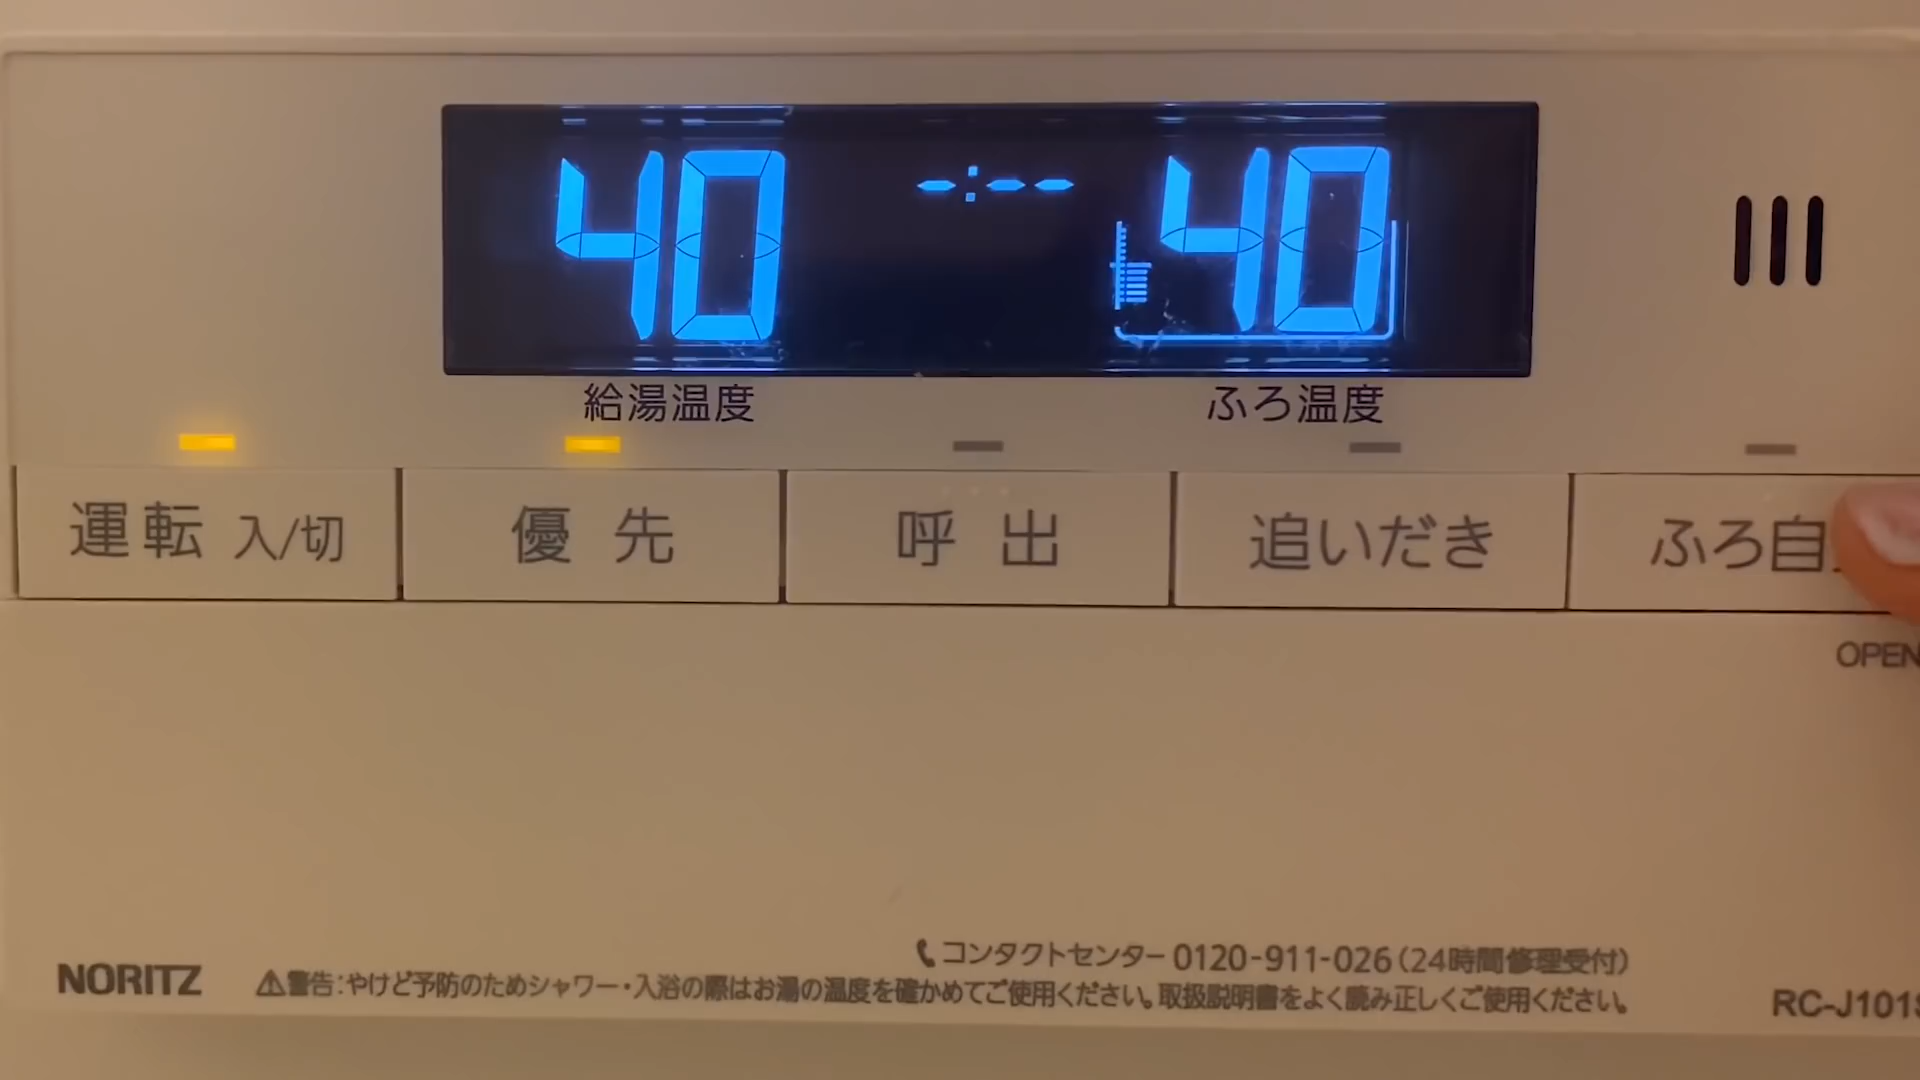 40 -:-- 40
給湯温度 ふろ温度
運転 入/切 優先 呼出 追いだき ふろ自
OPEN
コンタクトセンター 0120-911-026(24時間修理受付)
NORITZ ⚠警告:やけど予防のためシャワー・入浴の際はお湯の温度を確かめてご使用ください。取扱説明書をよく読み正しくご使用ください。 RC-J101